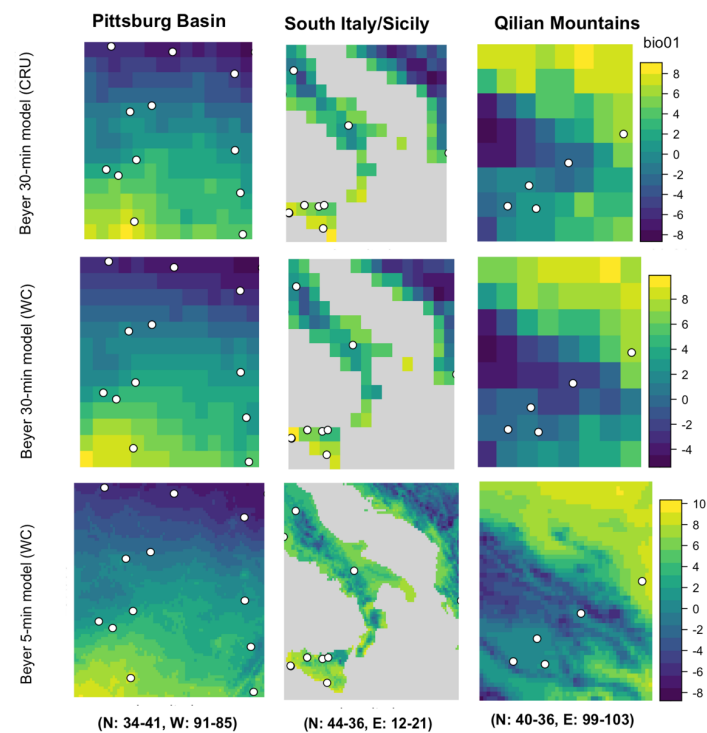 Pittsburg Basin
South Italy/Sicily
Qilian Mountains
bio01
Beyer 30-min model (CRU)
8
6
4
2
0
-2
-4
-6
-8
Beyer 30-min model (WC)
8
6
4
2
0
-2
-4
Beyer 5-min model (WC)
10
8
6
4
2
0
-2
-4
-6
-8
(N: 34-41, W: 91-85)
(N: 44-36, E: 12-21)
(N: 40-36, E: 99-103)